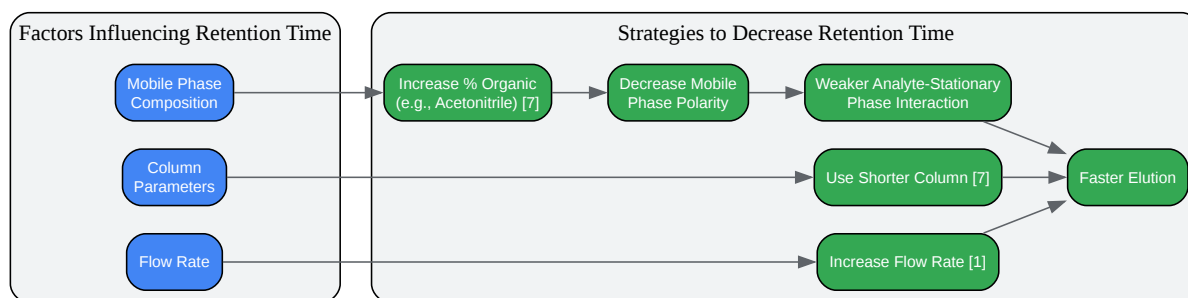 Factors Influencing Retention Time
Strategies to Decrease Retention Time
Mobile Phase
Composition
Increase % Organic
(e.g., Acetonitrile) [7]
Decrease Mobile
Phase Polarity
Weaker Analyte-Stationary
Phase Interaction
Column
Parameters
Use Shorter Column [7]
Faster Elution
Flow Rate
Increase Flow Rate [1]